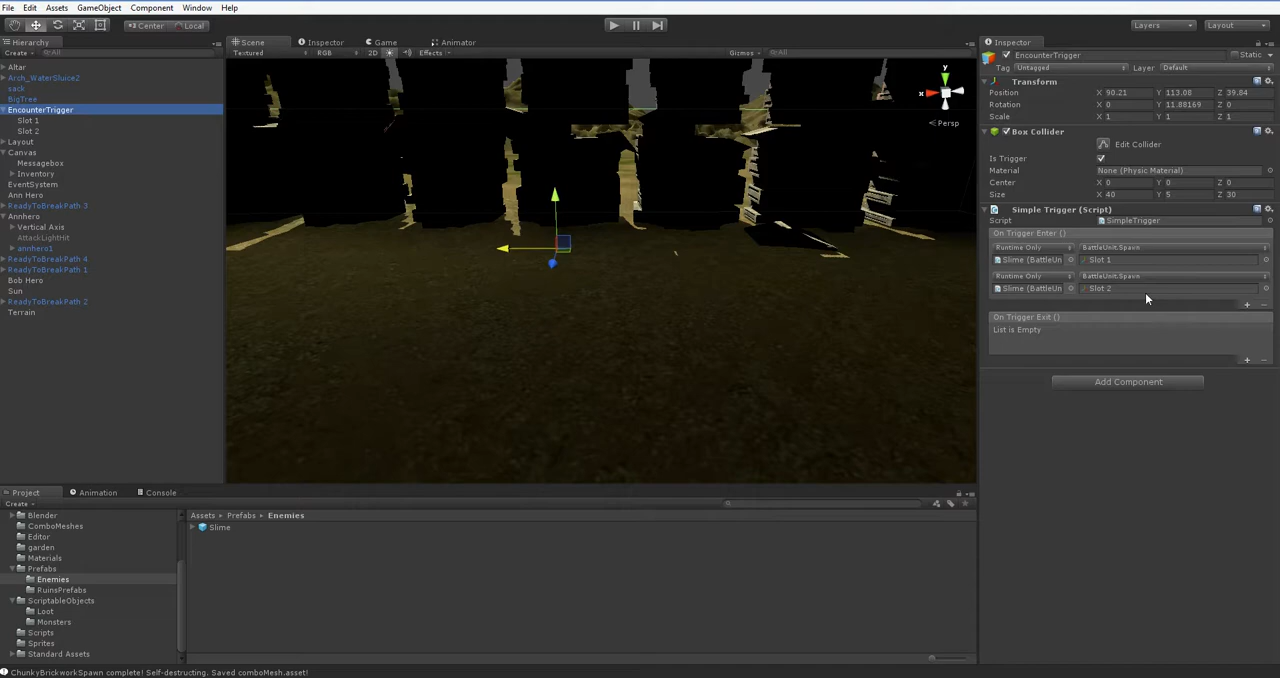 File Edit Assets GameObject Component Window Help
Center Local Layers Layout
Hierarchy
Create All
Altar
Arch_WaterSluice2
sack
BigTree
EncounterTrigger
Slot 1
Slot 2
Layout
Canvas
Messagebox
Inventory
EventSystem
Ann Hero
ReadyToBreakPath 3
Annhero
Vertical Axis
AttackLightHit
annhero1
ReadyToBreakPath 4
ReadyToBreakPath 1
Bob Hero
Sun
ReadyToBreakPath 2
Terrain
Scene Inspector Game Animator
Textured RGB 2D Effects Gizmos All
y
x
Persp
Inspector
EncounterTrigger Static
Tag Untagged Layer Default
Transform
Position X 90.21 Y 113.08 Z 39.84
Rotation X 0 Y 11.88169 Z 0
Scale X 1 Y 1 Z 1
Box Collider
Edit Collider
Is Trigger
Material None (Physic Material)
Center X 0 Y 0 Z 0
Size X 40 Y 5 Z 30
Simple Trigger (Script)
Script SimpleTrigger
On Trigger Enter ()
Runtime Only BattleUnit.Spawn
Slime (BattleUn Slot 1
Runtime Only BattleUnit.Spawn
Slime (BattleUn Slot 2
On Trigger Exit ()
List is Empty
Add Component
Project Animation Console
Create
Blender
ComboMeshes
Editor
garden
Materials
Prefabs
Enemies
RuinsPrefabs
ScriptableObjects
Loot
Monsters
Scripts
Sprites
Standard Assets
Assets Prefabs Enemies
Slime
ChunkyBrickworkSpawn complete! Self-destructing. Saved comboMesh.asset!